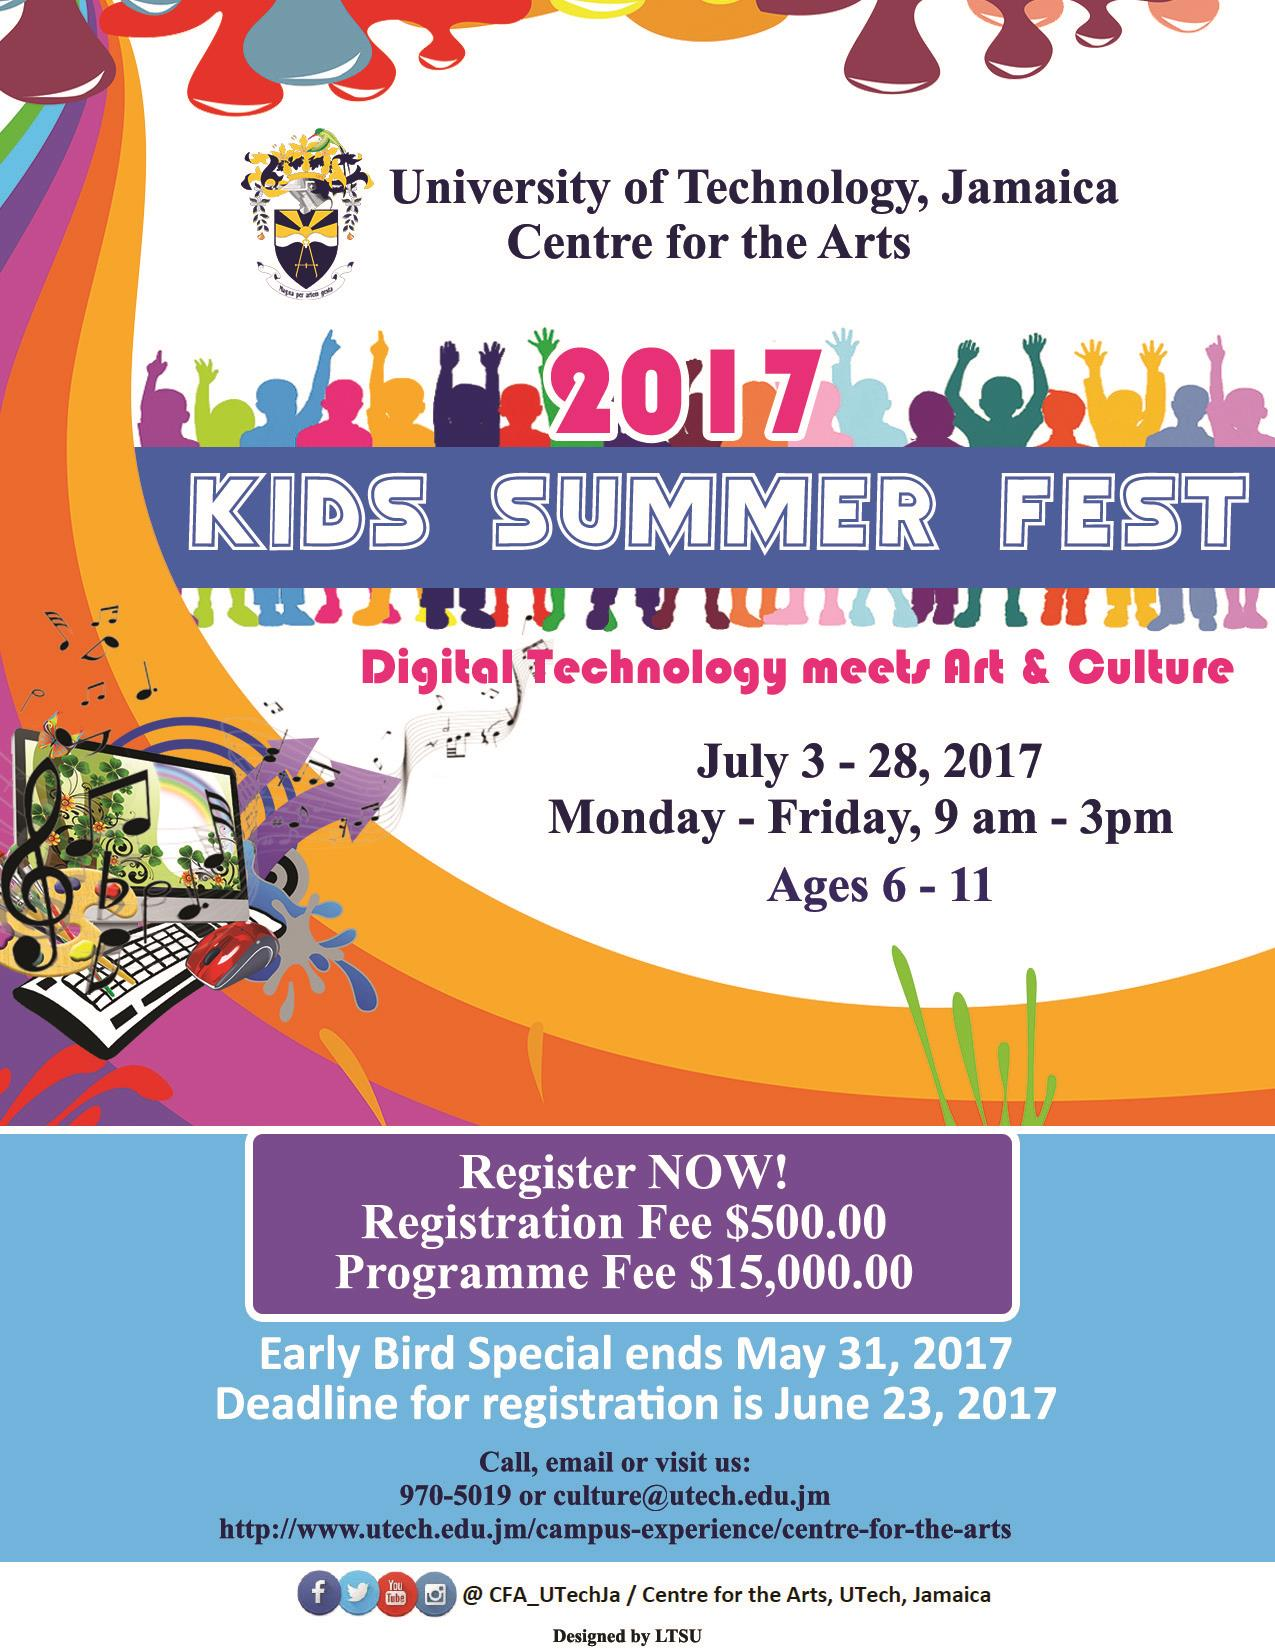 University of Technology, Jamaica
Centre for the Arts
2017
KIDS SUMMER FEST
Digital Technology meets Art & Culture
July 3 - 28, 2017
Monday - Friday, 9 am - 3pm
Ages 6 - 11
Register NOW!
Registration Fee $500.00
Programme Fee $15,000.00
Early Bird Special ends May 31, 2017
Deadline for registration is June 23, 2017
Call, email or visit us:
970-5019 or culture@utech.edu.jm
http://www.utech.edu.jm/campus-experience/centre-for-the-arts
You Tube @ CFA_UTechJa / Centre for the Arts, UTech, Jamaica
Designed by LTSU